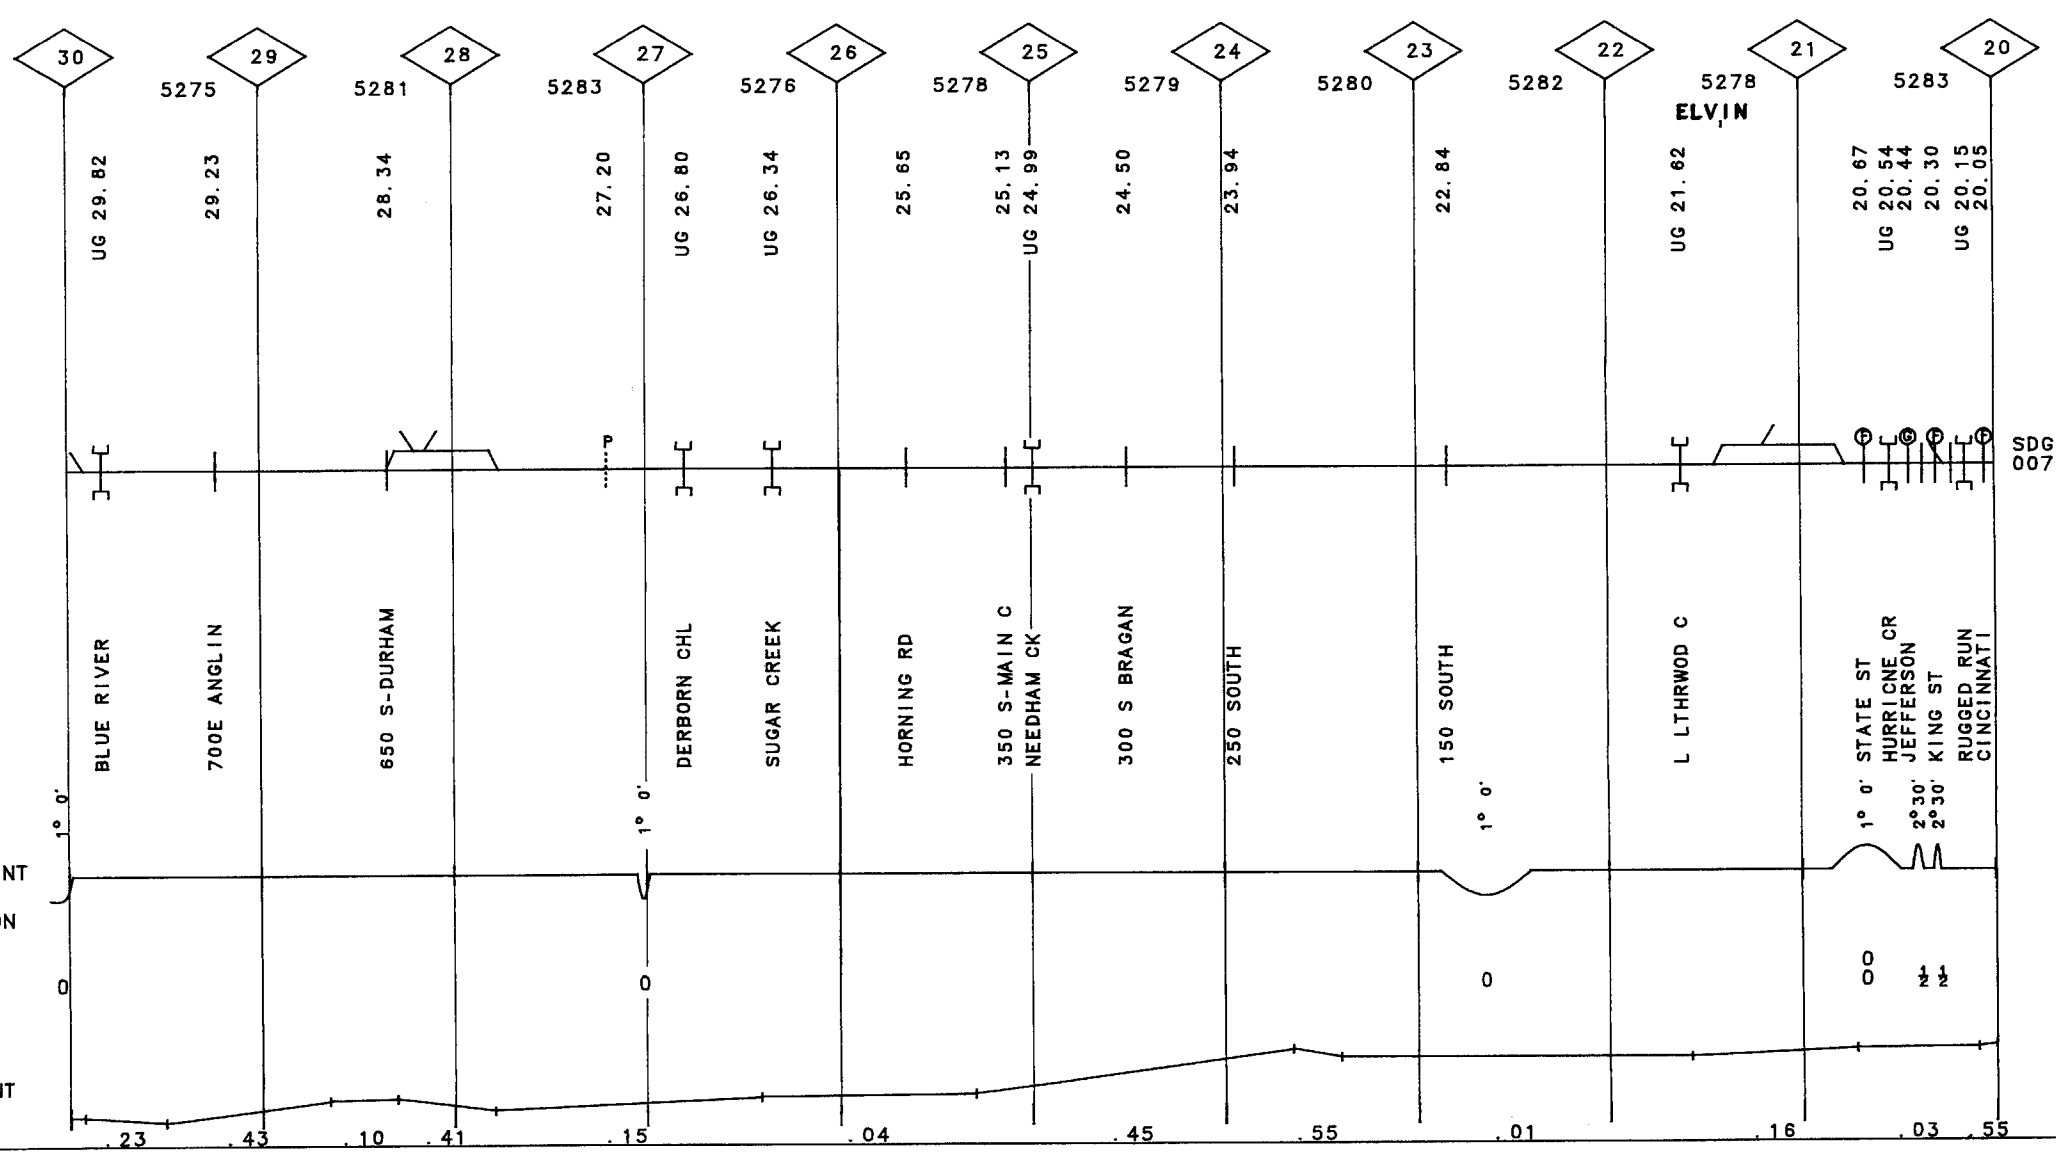 30 29 28 27 26 25 24 23 22 21 20
5275 5281 5283 5276 5278 5279 5280 5282 5278 5283
ELVIN
UG 29.82
29.23
28.34
27.20
UG 26.80
UG 26.34
25.65
25.13
UG 24.99
24.50
23.94
22.84
UG 21.62
20.67
UG 20.54
20.44
20.30
UG 20.15
20.05
P
F G F F
SDG
007
BLUE RIVER
700E ANGLIN
650 S-DURHAM
DERBORN CHL
SUGAR CREEK
HORNING RD
350 S-MAIN C
NEEDHAM CK
300 S BRAGAN
250 SOUTH
150 SOUTH
L LTHRWOD C
STATE ST
HURRICNE CR
JEFFERSON
KING ST
RUGGED RUN
CINCINNATI
1° 0' 1° 0' 1° 0' 1° 0' 2°30' 2°30'
NT
ON
0 0 0 0 0 ½ ½
NT
.23 .43 .10 .41 .15 .04 .45 .55 .01 .16 .03 .55